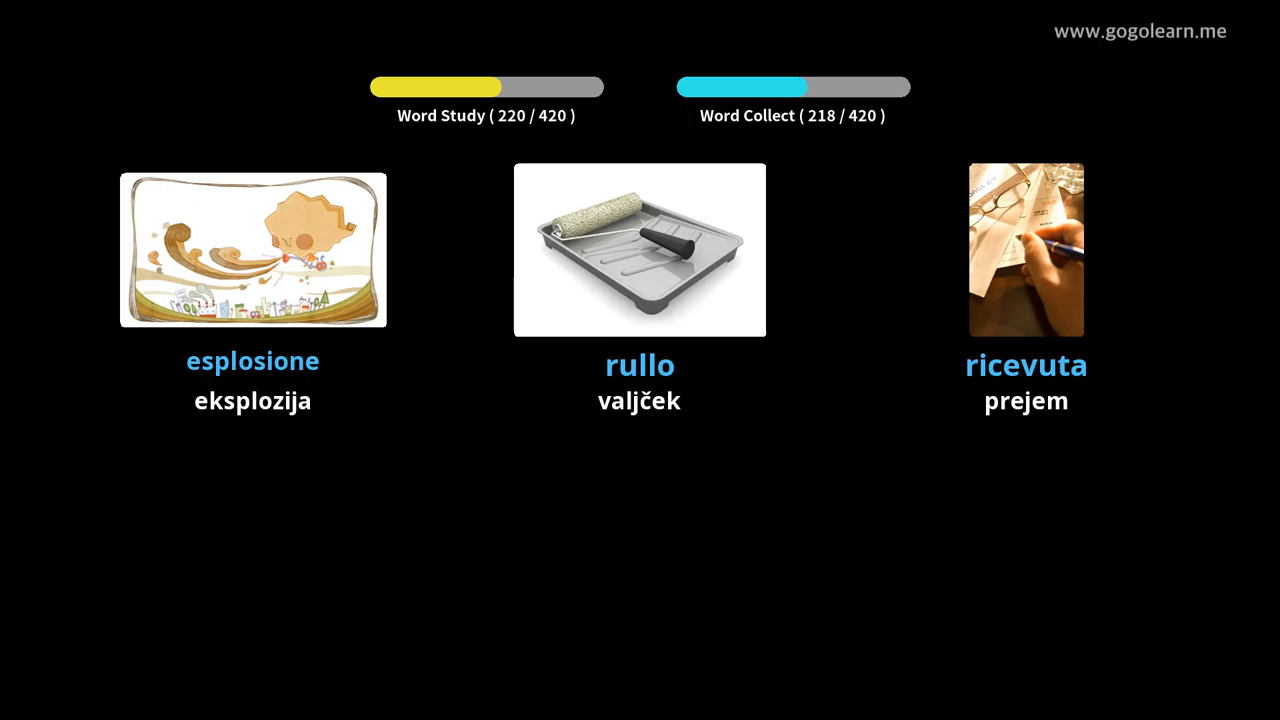 www.gogolearn.me
Word Study ( 220 / 420 )
Word Collect ( 218 / 420 )
esplosione
rullo
ricevuta
eksplozija
valjček
prejem